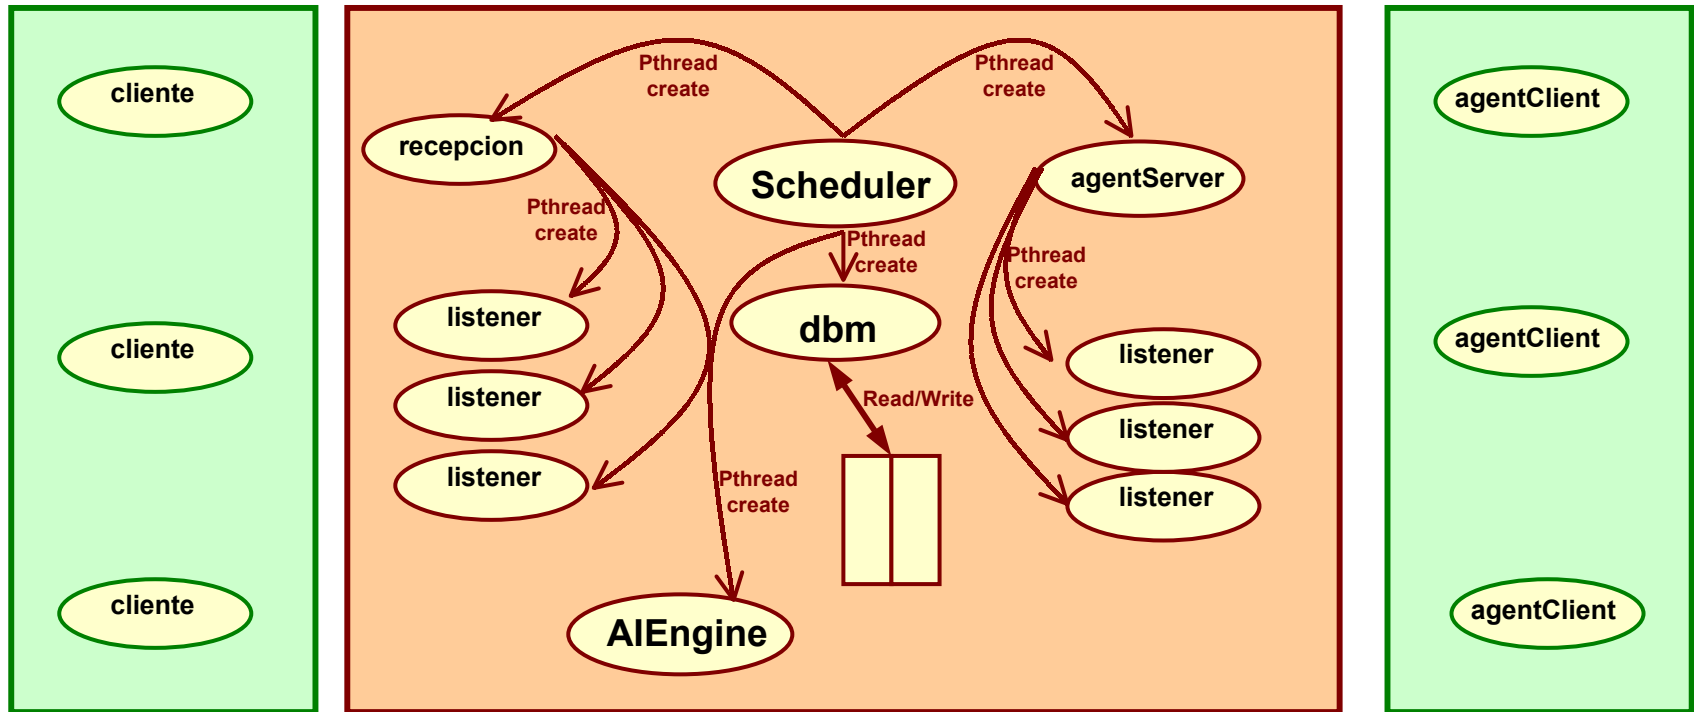 cliente
cliente
cliente
Pthread
create
Pthread
create
recepcion
Scheduler
agentServer
Pthread
create
Pthread
create
Pthread
create
listener
listener
listener
dbm
Read/Write
listener
listener
listener
Pthread
create
AIEngine
agentClient
agentClient
agentClient